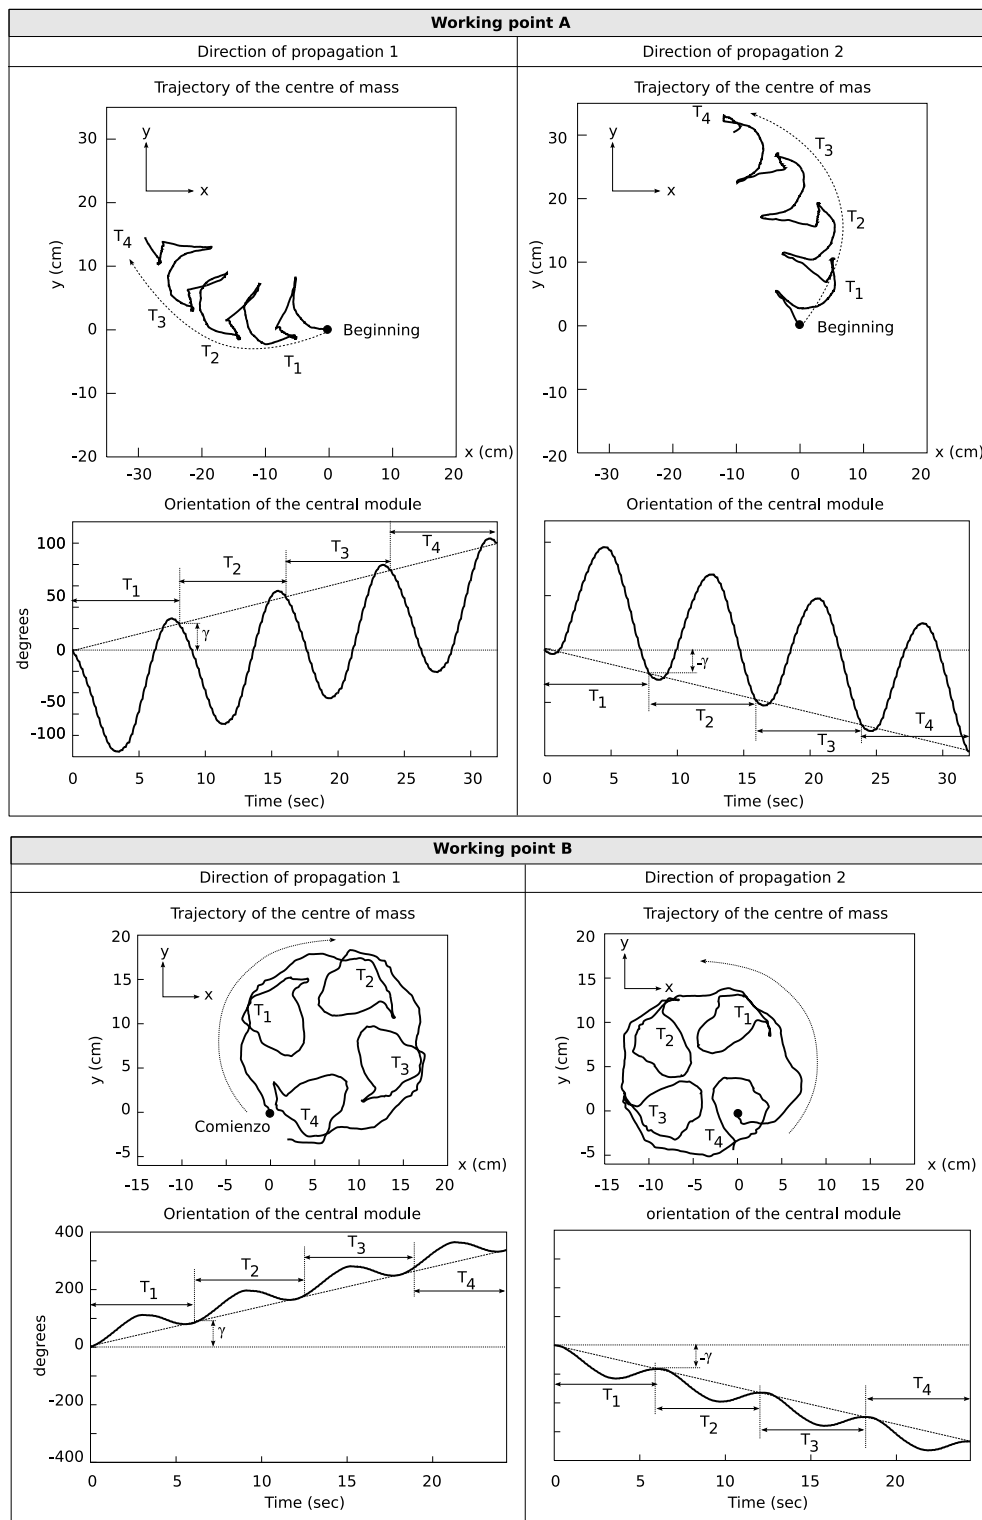 Working point A
Direction of propagation 1
Direction of propagation 2
Trajectory of the centre of mass
30
20
10
0
-10
-20
y (cm)
y
x
T4
T3
T2
T1
Beginning
-30 -20 -10 0 10 20
x (cm)
Trajectory of the centre of mas
30
20
10
0
-10
-20
y (cm)
y
x
T4
T3
T2
T1
Beginning
-30 -20 -10 0 10 20
x (cm)
Orientation of the central module
100
50
0
-50
-100
degrees
T1
T2
T3
T4
γ
0 5 10 15 20 25 30
Time (sec)
Orientation of the central module
-γ
T1
T2
T3
T4
0 5 10 15 20 25 30
Time (sec)
Working point B
Direction of propagation 1
Direction of propagation 2
Trajectory of the centre of mass
20
15
10
5
0
-5
y (cm)
y
x
T1
T2
T3
T4
Comienzo
-15 -10 -5 0 5 10 15 20
x (cm)
Trajectory of the centre of mass
20
15
10
5
0
-5
y (cm)
y
x
T1
T2
T3
T4
-15 -10 -5 0 5 10 15 20
x (cm)
Orientation of the central module
400
200
0
-200
-400
degrees
T1
T2
T3
T4
γ
0 5 10 15 20
Time (sec)
orientation of the central module
-γ
T1
T2
T3
T4
0 5 10 15 20
Time (sec)